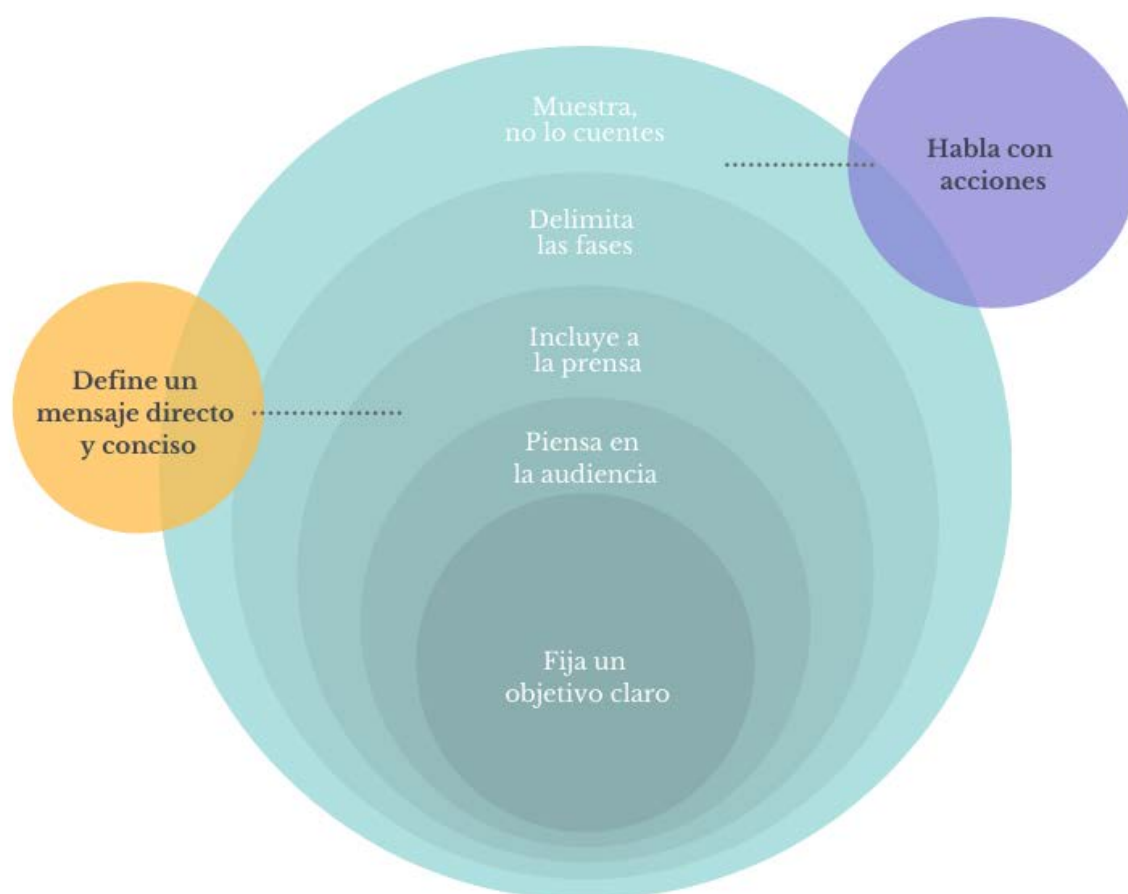 Muestra,
no lo cuentes
Habla con
acciones
Delimita
las fases
Incluye a
la prensa
Define un
mensaje directo
y conciso
Piensa en
la audiencia
Fija un
objetivo claro